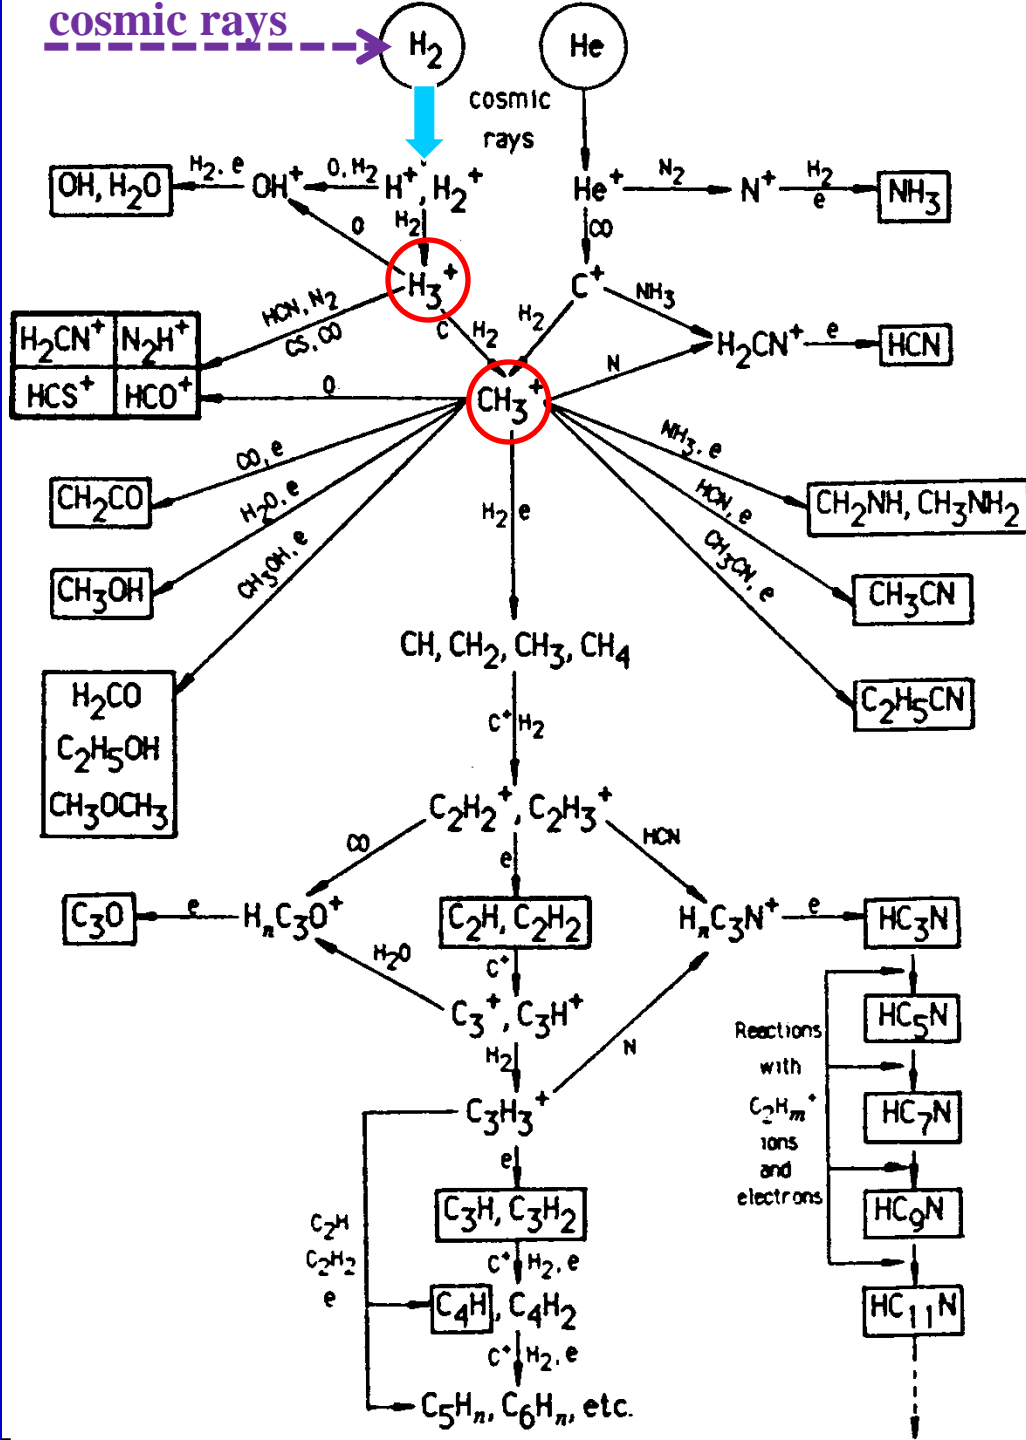 cosmic rays
H₂ He
cosmic
rays
OH, H₂O H₂, e OH⁺ O, H₂ H⁺, H₂⁺ He⁺ N₂ N⁺ H₂ e NH₃
O H₂ CO
H₃⁺ C⁺ NH₃
HCN, N₂
CS, CO
C H₂ H₂
H₂CN⁺ N₂H⁺ H₂CN⁺ e HCN
HCS⁺ HCO⁺ O CH₃⁺ N
CO, e NH₃, e
CH₂CO H₂O, e H₂ e HCN, e CH₂NH, CH₃NH₂
CH₃OH CH₃OH, e CH₃CN, e CH₃CN
CH, CH₂, CH₃, CH₄
H₂CO C₂H₅CN
C₂H₅OH C⁺ H₂
CH₃OCH₃ C₂H₂⁺, C₂H₃⁺
CO e HCN
C₃O e HₙC₃O⁺ C₂H, C₂H₂ HₙC₃N⁺ e HC₃N
H₂O C⁺
C₃⁺, C₃H⁺ HC₅N
H₂ N
Reactions
with
C₂Hₘ⁺
ions
and
electrons
C₃H₃⁺ HC₇N
e
C₃H, C₃H₂ HC₉N
C₂H
C₂H₂
e
C⁺ H₂, e
C₄H, C₄H₂ HC₁₁N
C⁺ H₂, e
C₅Hₙ, C₆Hₙ, etc.